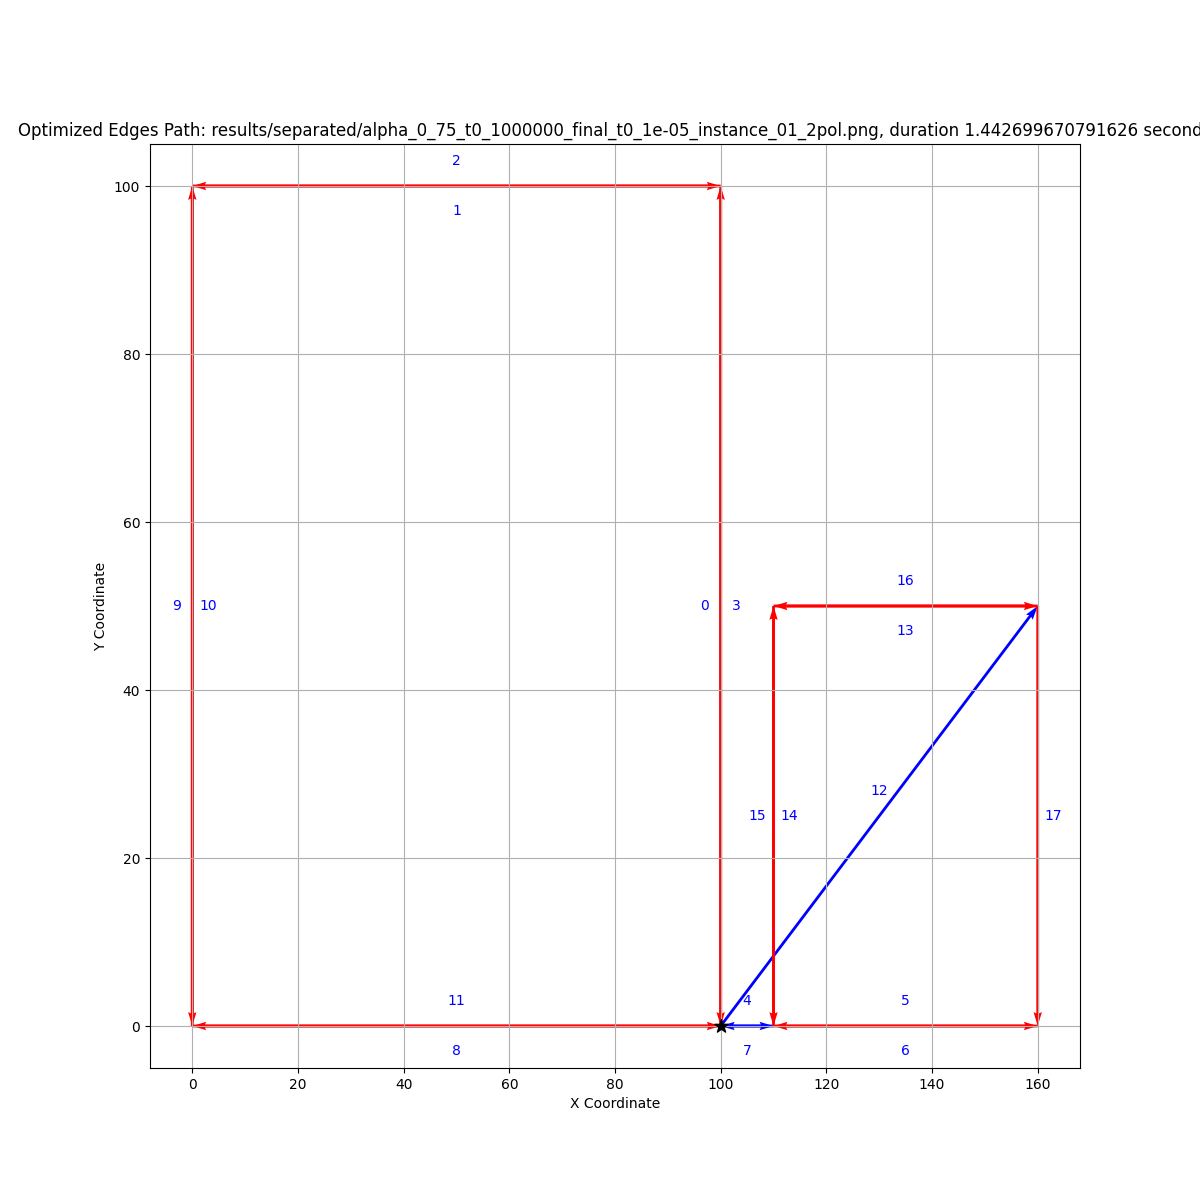 Optimized Edges Path: results/separated/alpha_0_75_t0_1000000_final_t0_1e-05_instance_01_2pol.png, duration 1.442699670791626 second
2
100
1
80
60
16
9 10 0 3
13
Y Coordinate
40
12
15 14 17
20
11 4 5
0
8 7 6
0 20 40 60 80 100 120 140 160
X Coordinate